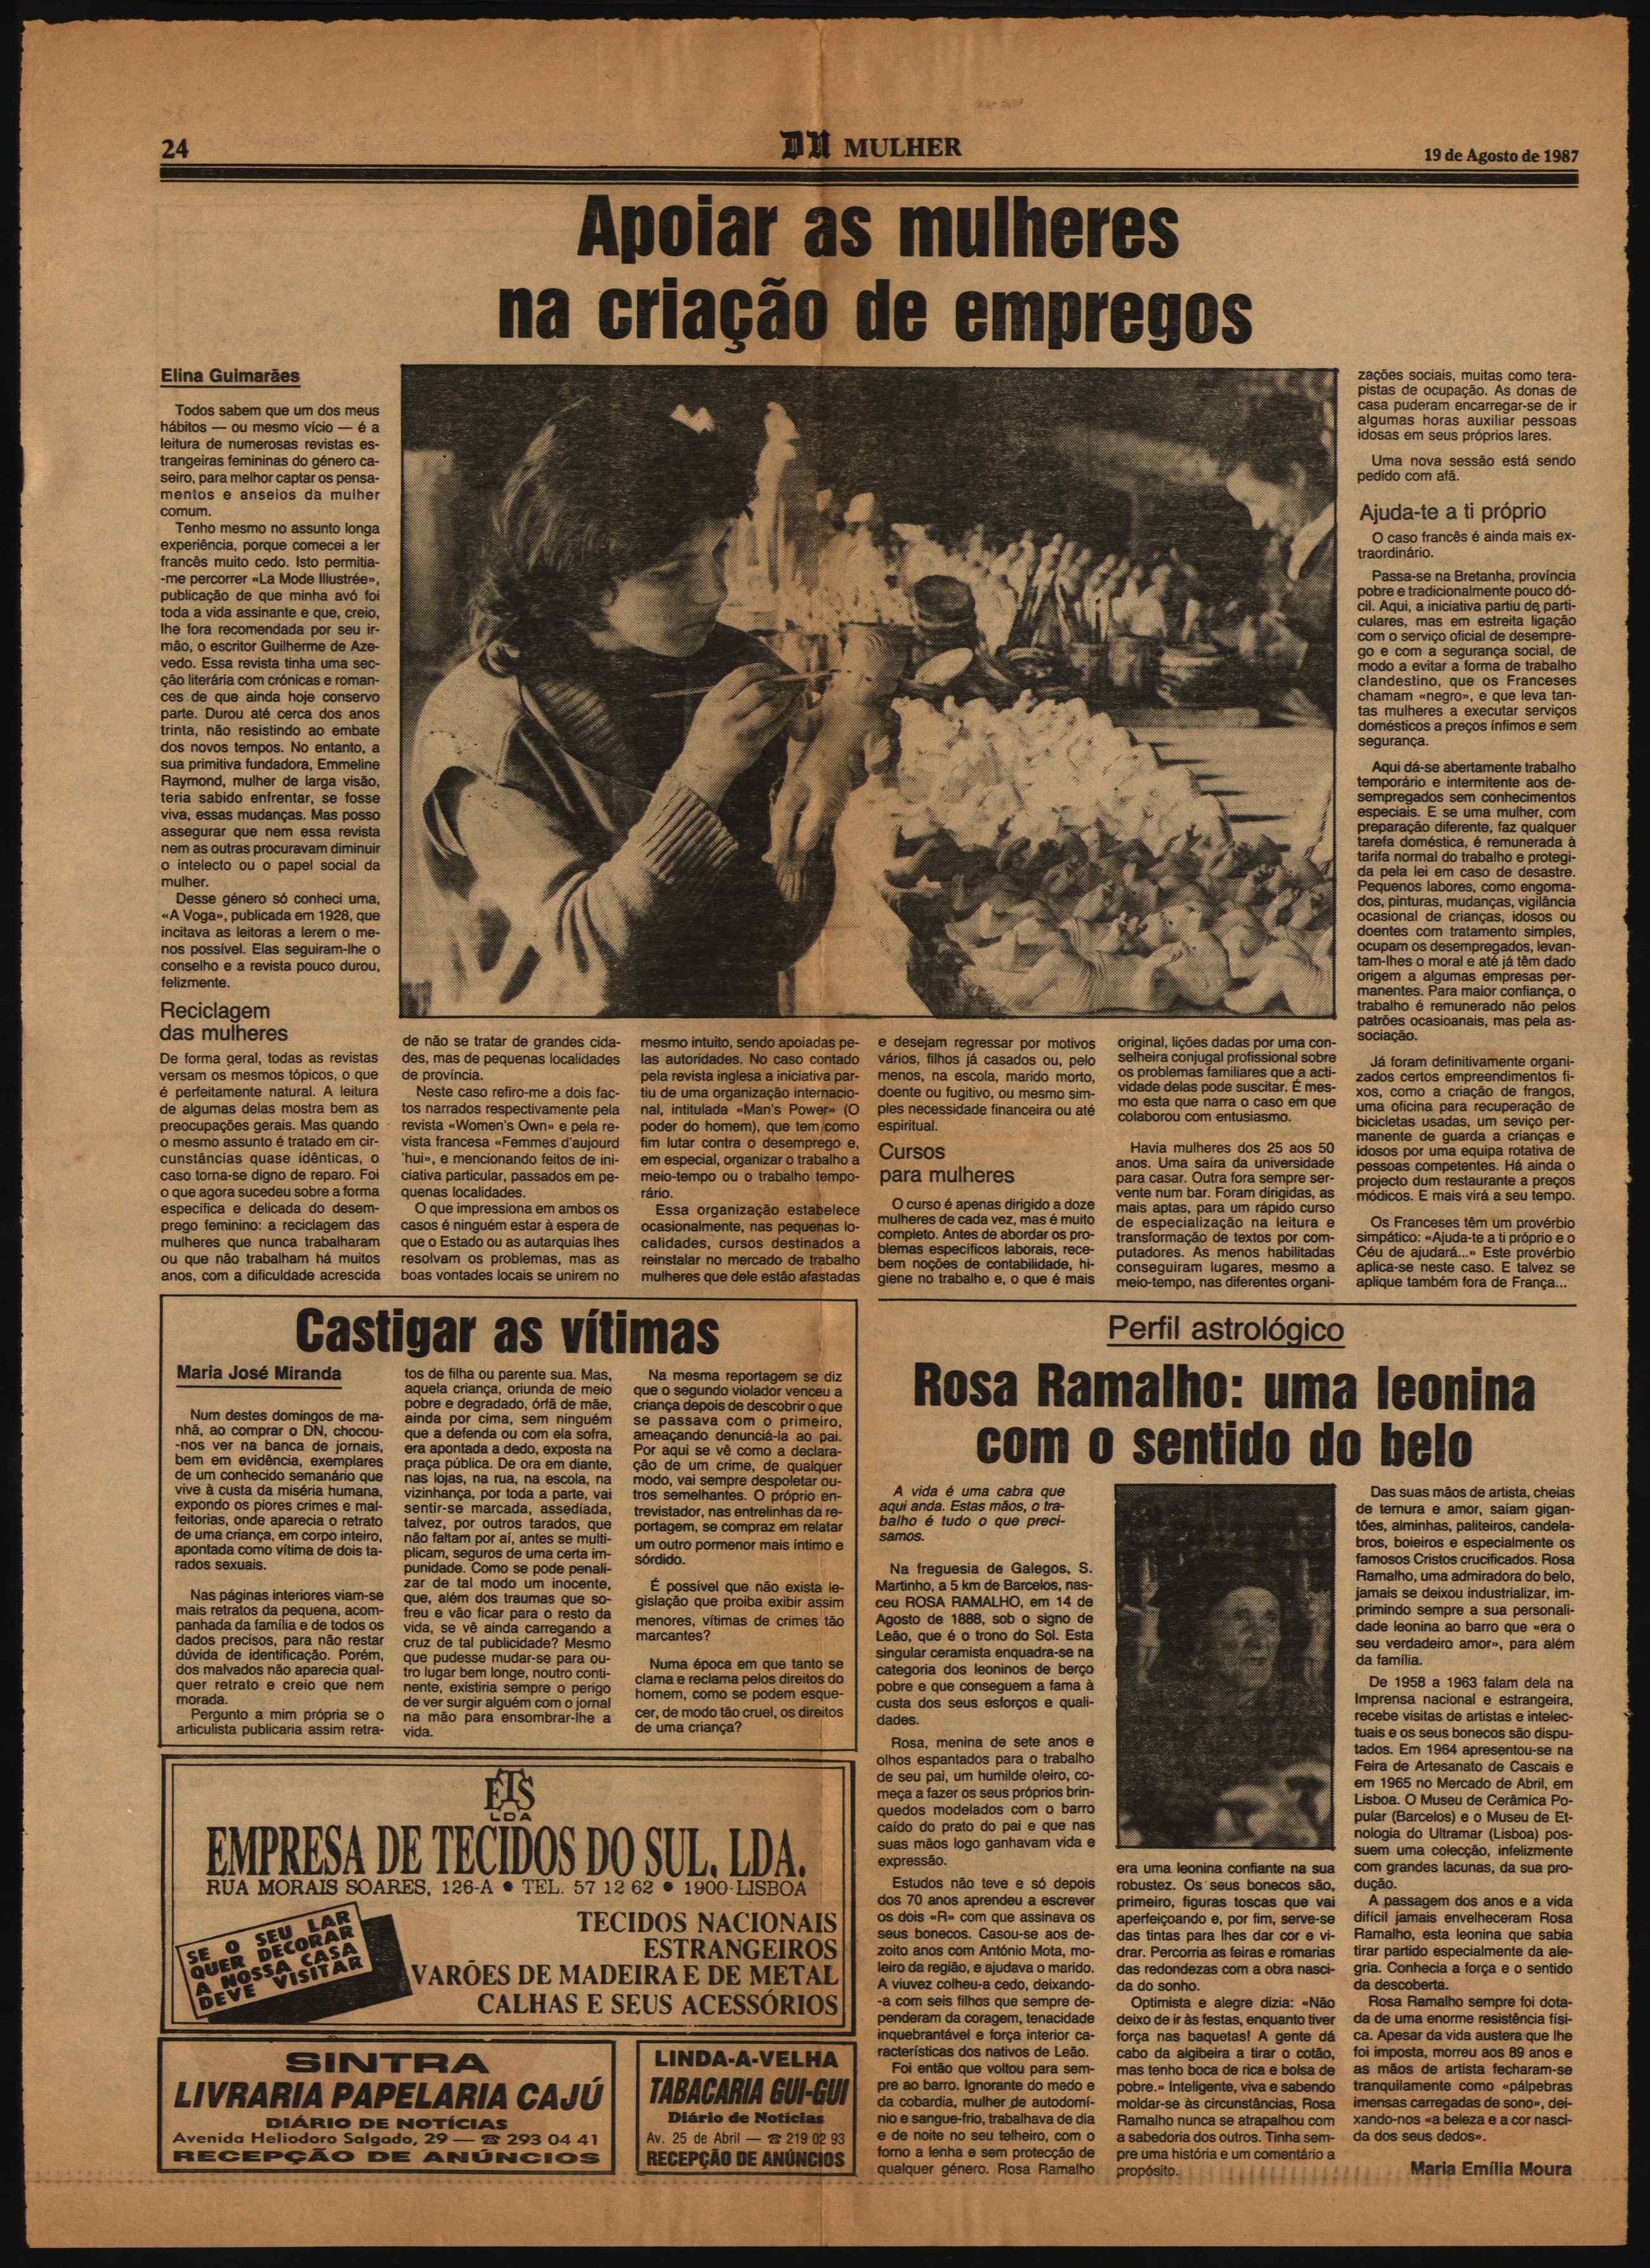 24
DN MULHER
19 de Agosto de 1987
Apoiar as mulheres
na criação de empregos
Elina Guimarães
Todos sabem que um dos meus
hábitos — ou mesmo vício — é a
leitura de numerosas revistas es-
trangeiras femininas do género ca-
seiro, para melhor captar os pensa-
mentos e anseios da mulher
comum.
Tenho mesmo no assunto longa
experiência, porque comecei a ler
francês muito cedo. Isto permitia-
-me percorrer «La Mode Illustrée»,
publicação de que minha avó foi
toda a vida assinante e que, creio,
lhe fora recomendada por seu ir-
mão, o escritor Guilherme de Aze-
vedo. Essa revista tinha uma sec-
ção literária com crónicas e roman-
ces de que ainda hoje conservo
parte. Durou até cerca dos anos
trinta, não resistindo ao embate
dos novos tempos. No entanto, a
sua primitiva fundadora, Emmeline
Raymond, mulher de larga visão,
teria sabido enfrentar, se fosse
viva, essas mudanças. Mas posso
assegurar que nem essa revista
nem as outras procuravam diminuir
o intelecto ou o papel social da
mulher.
Desse género só conheci uma,
«A Voga», publicada em 1928, que
incitava as leitoras a lerem o me-
nos possível. Elas seguiram-lhe o
conselho e a revista pouco durou,
felizmente.
Reciclagem
das mulheres
De forma geral, todas as revistas
versam os mesmos tópicos, o que
é perfeitamente natural. A leitura
de algumas delas mostra bem as
preocupações gerais. Mas quando
o mesmo assunto é tratado em cir-
cunstâncias quase idênticas, o
caso torna-se digno de reparo. Foi
o que agora sucedeu sobre a forma
específica e delicada do desem-
prego feminino: a reciclagem das
mulheres que nunca trabalharam
ou que não trabalham há muitos
anos, com a dificuldade acrescida
de não se tratar de grandes cida-
des, mas de pequenas localidades
de província.
Neste caso refiro-me a dois fac-
tos narrados respectivamente pela
revista «Women's Own» e pela re-
vista francesa «Femmes d'aujourd
'hui», e mencionando feitos de ini-
ciativa particular, passados em pe-
quenas localidades.
O que impressiona em ambos os
casos é ninguém estar à espera de
que o Estado ou as autarquias lhes
resolvam os problemas, mas as
boas vontades locais se unirem no
mesmo intuito, sendo apoiadas pe-
las autoridades. No caso contado
pela revista inglesa a iniciativa par-
tiu de uma organização internacio-
nal, intitulada «Man's Power» (O
poder do homem), que tem como
fim lutar contra o desemprego e,
em especial, organizar o trabalho a
meio-tempo ou o trabalho tempo-
rário.
Essa organização estabelece
ocasionalmente, nas pequenas lo-
calidades, cursos destinados a
reinstalar no mercado de trabalho
mulheres que dele estão afastadas
e desejam regressar por motivos
vários, filhos já casados ou, pelo
menos, na escola, marido morto,
doente ou fugitivo, ou mesmo sim-
ples necessidade financeira ou até
espiritual.
Cursos
para mulheres
O curso é apenas dirigido a doze
mulheres de cada vez, mas é muito
completo. Antes de abordar os pro-
blemas específicos laborais, rece-
bem noções de contabilidade, hi-
giene no trabalho e, o que é mais
original, lições dadas por uma con-
selheira conjugal profissional sobre
os problemas familiares que a acti-
vidade delas pode suscitar. É mes-
mo esta que narra o caso em que
colaborou com entusiasmo.
Havia mulheres dos 25 aos 50
anos. Uma saíra da universidade
para casar. Outra fora sempre ser-
vente num bar. Foram dirigidas, as
mais aptas, para um rápido curso
de especialização na leitura e
transformação de textos por com-
putadores. As menos habilitadas
conseguiram lugares, mesmo a
meio-tempo, nas diferentes organi-
zações sociais, muitas como tera-
pistas de ocupação. As donas de
casa puderam encarregar-se de ir
algumas horas auxiliar pessoas
idosas em seus próprios lares.
Uma nova sessão está sendo
pedido com afã.
Ajuda-te a ti próprio
O caso francês é ainda mais ex-
traordinário.
Passa-se na Bretanha, província
pobre e tradicionalmente pouco dó-
cil. Aqui, a iniciativa partiu de parti-
culares, mas em estreita ligação
com o serviço oficial de desempre-
go e com a segurança social, de
modo a evitar a forma de trabalho
clandestino, que os Franceses
chamam «negro», e que leva tan-
tas mulheres a executar serviços
domésticos a preços ínfimos e sem
segurança.
Aqui dá-se abertamente trabalho
temporário e intermitente aos de-
sempregados sem conhecimentos
especiais. E se uma mulher, com
preparação diferente, faz qualquer
tarefa doméstica, é remunerada à
tarifa normal do trabalho e protegi-
da pela lei em caso de desastre.
Pequenos labores, como engoma-
dos, pinturas, mudanças, vigilância
ocasional de crianças, idosos ou
doentes com tratamento simples,
ocupam os desempregados, levan-
tam-lhes o moral e até já têm dado
origem a algumas empresas per-
manentes. Para maior confiança, o
trabalho é remunerado não pelos
patrões ocasioanais, mas pela as-
sociação.
Já foram definitivamente organi-
zados certos empreendimentos fi-
xos, como a criação de frangos,
uma oficina para recuperação de
bicicletas usadas, um seviço per-
manente de guarda a crianças e
idosos por uma equipa rotativa de
pessoas competentes. Há ainda o
projecto dum restaurante a preços
módicos. E mais virá a seu tempo.
Os Franceses têm um provérbio
simpático: «Ajuda-te a ti próprio e o
Céu de ajudará...» Este provérbio
aplica-se neste caso. E talvez se
aplique também fora de França...
Castigar as vítimas
Maria José Miranda
Num destes domingos de ma-
nhã, ao comprar o DN, chocou-
-nos ver na banca de jornais,
bem em evidência, exemplares
de um conhecido semanário que
vive à custa da miséria humana,
expondo os piores crimes e mal-
feitorias, onde aparecia o retrato
de uma criança, em corpo inteiro,
apontada como vítima de dois ta-
rados sexuais.
Nas páginas interiores viam-se
mais retratos da pequena, acom-
panhada da família e de todos os
dados precisos, para não restar
dúvida de identificação. Porém,
dos malvados não aparecia qual-
quer retrato e creio que nem
morada.
Pergunto a mim própria se o
articulista publicaria assim retra-
tos de filha ou parente sua. Mas,
aquela criança, oriunda de meio
pobre e degradado, órfã de mãe,
ainda por cima, sem ninguém
que a defenda ou com ela sofra,
era apontada a dedo, exposta na
praça pública. De ora em diante,
nas lojas, na rua, na escola, na
vizinhança, por toda a parte, vai
sentir-se marcada, assediada,
talvez, por outros tarados, que
não faltam por aí, antes se multi-
plicam, seguros de uma certa im-
punidade. Como se pode penali-
zar de tal modo um inocente,
que, além dos traumas que so-
freu e vão ficar para o resto da
vida, se vê ainda carregando a
cruz de tal publicidade? Mesmo
que pudesse mudar-se para ou-
tro lugar bem longe, noutro conti-
nente, existiria sempre o perigo
de ver surgir alguém com o jornal
na mão para ensombrar-lhe a
vida.
Na mesma reportagem se diz
que o segundo violador venceu a
criança depois de descobrir o que
se passava com o primeiro,
ameaçando denunciá-la ao pai.
Por aqui se vê como a declara-
ção de um crime, de qualquer
modo, vai sempre despoletar ou-
tros semelhantes. O próprio en-
trevistador, nas entrelinhas da re-
portagem, se compraz em relatar
um outro pormenor mais íntimo e
sórdido.
É possível que não exista le-
gislação que proíba exibir assim
menores, vítimas de crimes tão
marcantes?
Numa época em que tanto se
clama e reclama pelos direitos do
homem, como se podem esque-
cer, de modo tão cruel, os direitos
de uma criança?
Perfil astrológico
Rosa Ramalho: uma leonina
com o sentido do belo
A vida é uma cabra que
aqui anda. Estas mãos, o tra-
balho é tudo o que preci-
samos.
Na freguesia de Galegos, S.
Martinho, a 5 km de Barcelos, nas-
ceu ROSA RAMALHO, em 14 de
Agosto de 1888, sob o signo de
Leão, que é o trono do Sol. Esta
singular ceramista enquadra-se na
categoria dos leoninos de berço
pobre e que conseguem a fama à
custa dos seus esforços e quali-
dades.
Rosa, menina de sete anos e
olhos espantados para o trabalho
de seu pai, um humilde oleiro, co-
meça a fazer os seus próprios brin-
quedos modelados com o barro
caído do prato do pai e que nas
suas mãos logo ganhavam vida e
expressão.
Estudos não teve e só depois
dos 70 anos aprendeu a escrever
os dois «R» com que assinava os
seus bonecos. Casou-se aos de-
zoito anos com António Mota, mo-
leiro da região, e ajudava o marido.
A viuvez colheu-a cedo, deixando-
-a com seis filhos que sempre de-
penderam da coragem, tenacidade
inquebrantável e força interior ca-
racterísticas dos nativos de Leão.
Foi então que voltou para sem-
pre ao barro. Ignorante do medo e
da cobardia, mulher de autodomí-
nio e sangue-frio, trabalhava de dia
e de noite no seu telheiro, com o
forno a lenha e sem protecção de
qualquer género. Rosa Ramalho
era uma leonina confiante na sua
robustez. Os seus bonecos são,
primeiro, figuras toscas que vai
aperfeiçoando e, por fim, serve-se
das tintas para lhes dar cor e vi-
drar. Percorria as feiras e romarias
das redondezas com a obra nasci-
da do sonho.
Optimista e alegre dizia: «Não
deixo de ir às festas, enquanto tiver
força nas baquetas! A gente dá
cabo da algibeira a tirar o cotão,
mas tenho boca de rica e bolsa de
pobre.» Inteligente, viva e sabendo
moldar-se às circunstâncias, Rosa
Ramalho nunca se atrapalhou com
a sabedoria dos outros. Tinha sem-
pre uma história e um comentário a
propósito.
Das suas mãos de artista, cheias
de ternura e amor, saíam gigan-
tões, alminhas, paliteiros, candela-
bros, boieiros e especialmente os
famosos Cristos crucificados. Rosa
Ramalho, uma admiradora do belo,
jamais se deixou industrializar, im-
primindo sempre a sua personali-
dade leonina ao barro que «era o
seu verdadeiro amor», para além
da família.
De 1958 a 1963 falam dela na
Imprensa nacional e estrangeira,
recebe visitas de artistas e intelec-
tuais e os seus bonecos são dispu-
tados. Em 1964 apresentou-se na
Feira de Artesanato de Cascais e
em 1965 no Mercado de Abril, em
Lisboa. O Museu de Cerâmica Po-
pular (Barcelos) e o Museu de Et-
nologia do Ultramar (Lisboa) pos-
suem uma colecção, infelizmente
com grandes lacunas, da sua pro-
dução.
A passagem dos anos e a vida
difícil jamais envelheceram Rosa
Ramalho, esta leonina que sabia
tirar partido especialmente da ale-
gria. Conhecia a força e o sentido
da descoberta.
Rosa Ramalho sempre foi dota-
da de uma enorme resistência físi-
ca. Apesar da vida austera que lhe
foi imposta, morreu aos 89 anos e
as mãos de artista fecharam-se
tranquilamente como «pálpebras
imensas carregadas de sono», dei-
xando-nos «a beleza e a cor nasci-
da dos seus dedos».
Maria Emília Moura
ETS
LDA
EMPRESA DE TECIDOS DO SUL, LDA.
RUA MORAIS SOARES, 126-A • TEL. 57 12 62 • 1900-LISBOA
SE O SEU LAR
QUER DECORAR
A NOSSA CASA
DEVE VISITAR
TECIDOS NACIONAIS
ESTRANGEIROS
VARÕES DE MADEIRA E DE METAL
CALHAS E SEUS ACESSÓRIOS
SINTRA
LIVRARIA PAPELARIA CAJÚ
DIÁRIO DE NOTÍCIAS
Avenida Heliodoro Salgado, 29 — ☎ 293 04 41
RECEPÇÃO DE ANÚNCIOS
LINDA-A-VELHA
TABACARIA GUI-GUI
Diário de Notícias
Av. 25 de Abril — ☎ 219 02 93
RECEPÇÃO DE ANÚNCIOS